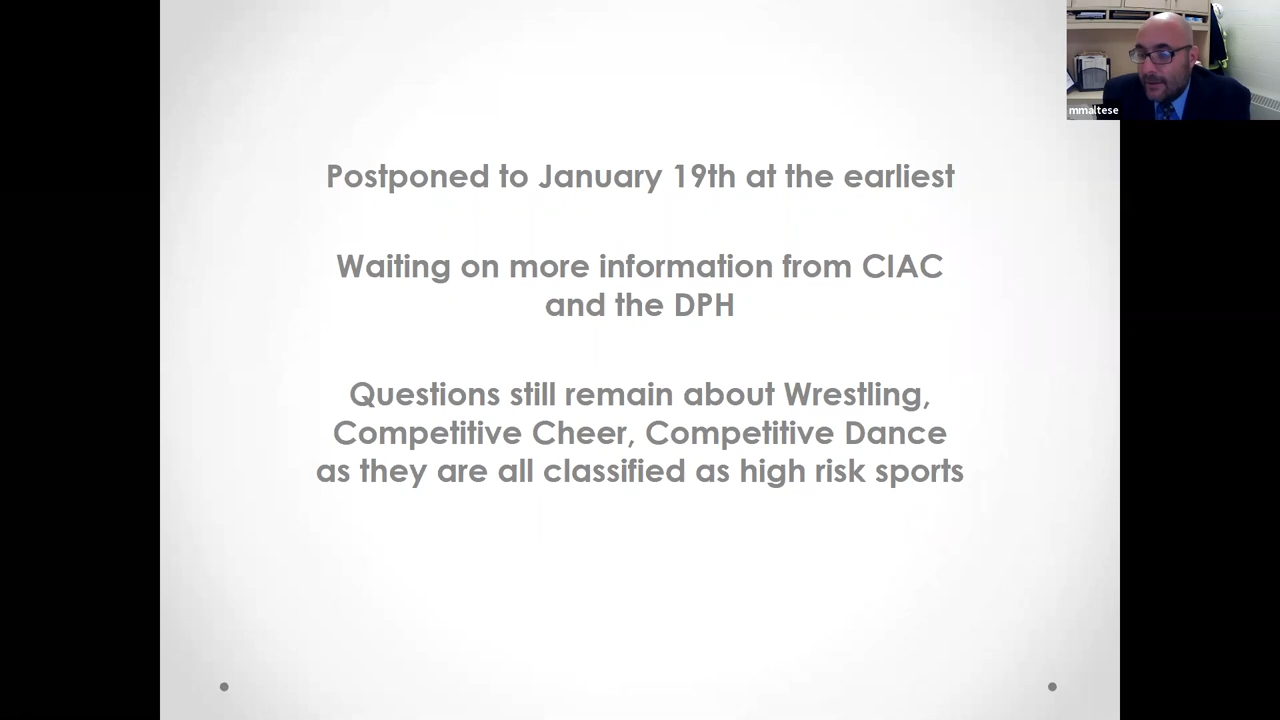 mmaltese
Postponed to January 19th at the earliest
Waiting on more information from CIAC
and the DPH
Questions still remain about Wrestling,
Competitive Cheer, Competitive Dance
as they are all classified as high risk sports